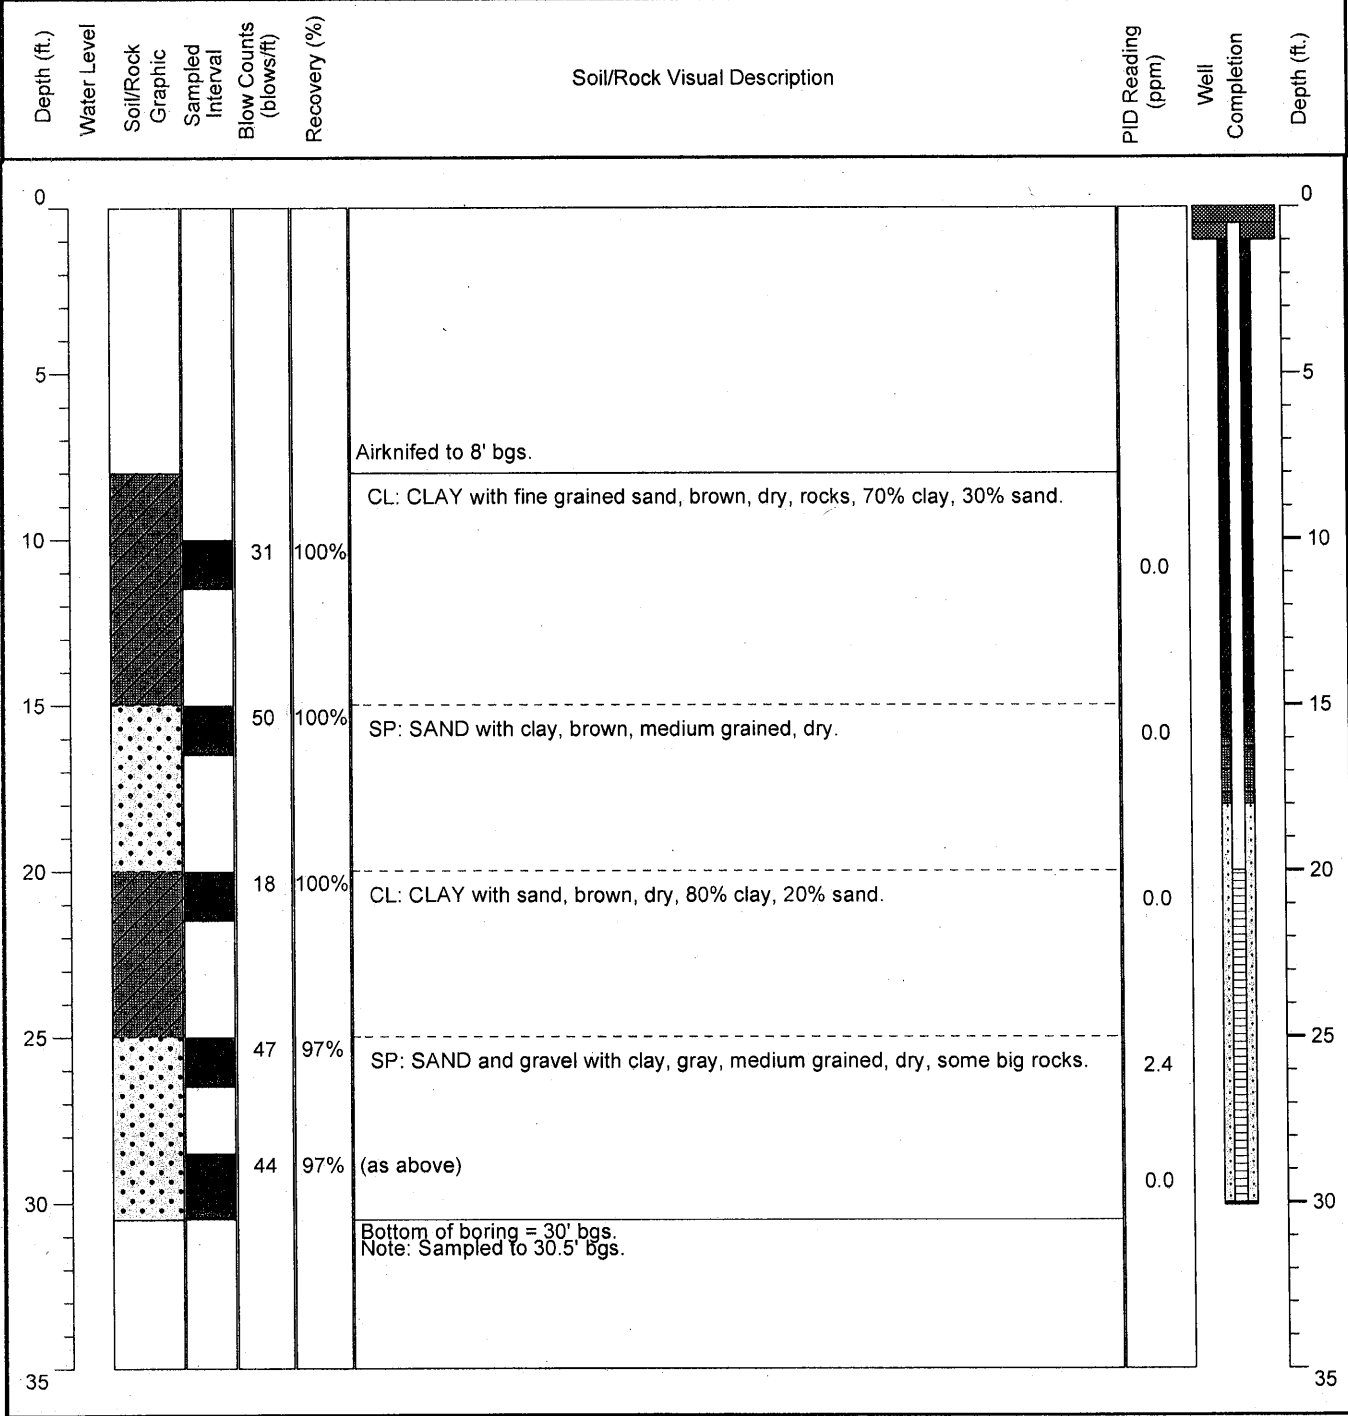 Depth (ft.)
Water Level
Soil/Rock
Graphic
Sampled
Interval
Blow Counts
(blows/ft)
Recovery (%)
Soil/Rock Visual Description
PID Reading
(ppm)
Well
Completion
Depth (ft.)
0
0
5
5
Airknifed to 8' bgs.
CL: CLAY with fine grained sand, brown, dry, rocks, 70% clay, 30% sand.
10
31
100%
0.0
10
15
50
100%
SP: SAND with clay, brown, medium grained, dry.
0.0
15
20
18
100%
CL: CLAY with sand, brown, dry, 80% clay, 20% sand.
0.0
20
25
47
97%
SP: SAND and gravel with clay, gray, medium grained, dry, some big rocks.
2.4
25
44
97%
(as above)
0.0
30
30
Bottom of boring = 30' bgs.
Note: Sampled to 30.5' bgs.
35
35